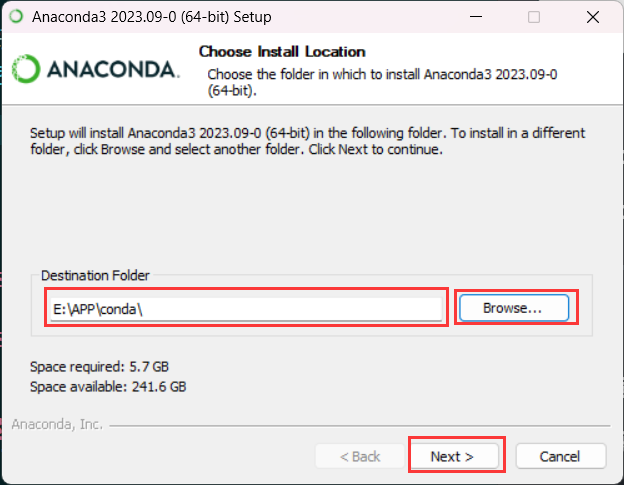 Anaconda3 2023.09-0 (64-bit) Setup
ANACONDA.
Choose Install Location
Choose the folder in which to install Anaconda3 2023.09-0
(64-bit).
Setup will install Anaconda3 2023.09-0 (64-bit) in the following folder. To install in a different
folder, click Browse and select another folder. Click Next to continue.
Destination Folder
E:\APP\conda\
Browse...
Space required: 5.7 GB
Space available: 241.6 GB
Anaconda, Inc.
< Back
Next >
Cancel